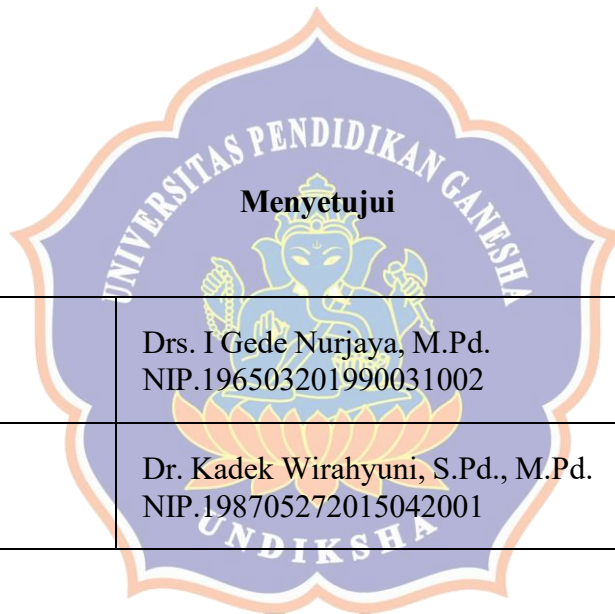 UNIVERSITAS PENDIDIKAN GANESHA
Menyetujui
Drs. I Gede Nurjaya, M.Pd.
NIP.196503201990031002
Dr. Kadek Wirahyuni, S.Pd., M.Pd.
NIP.198705272015042001
UNDIKSHA